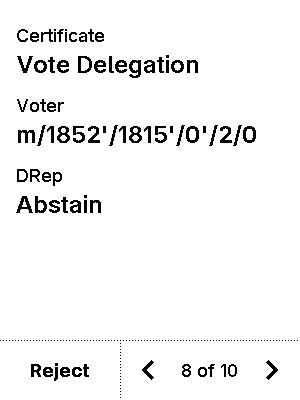 Certificate
Vote Delegation
Voter
m/1852'/1815'/0'/2/0
DRep
Abstain
Reject
8 of 10